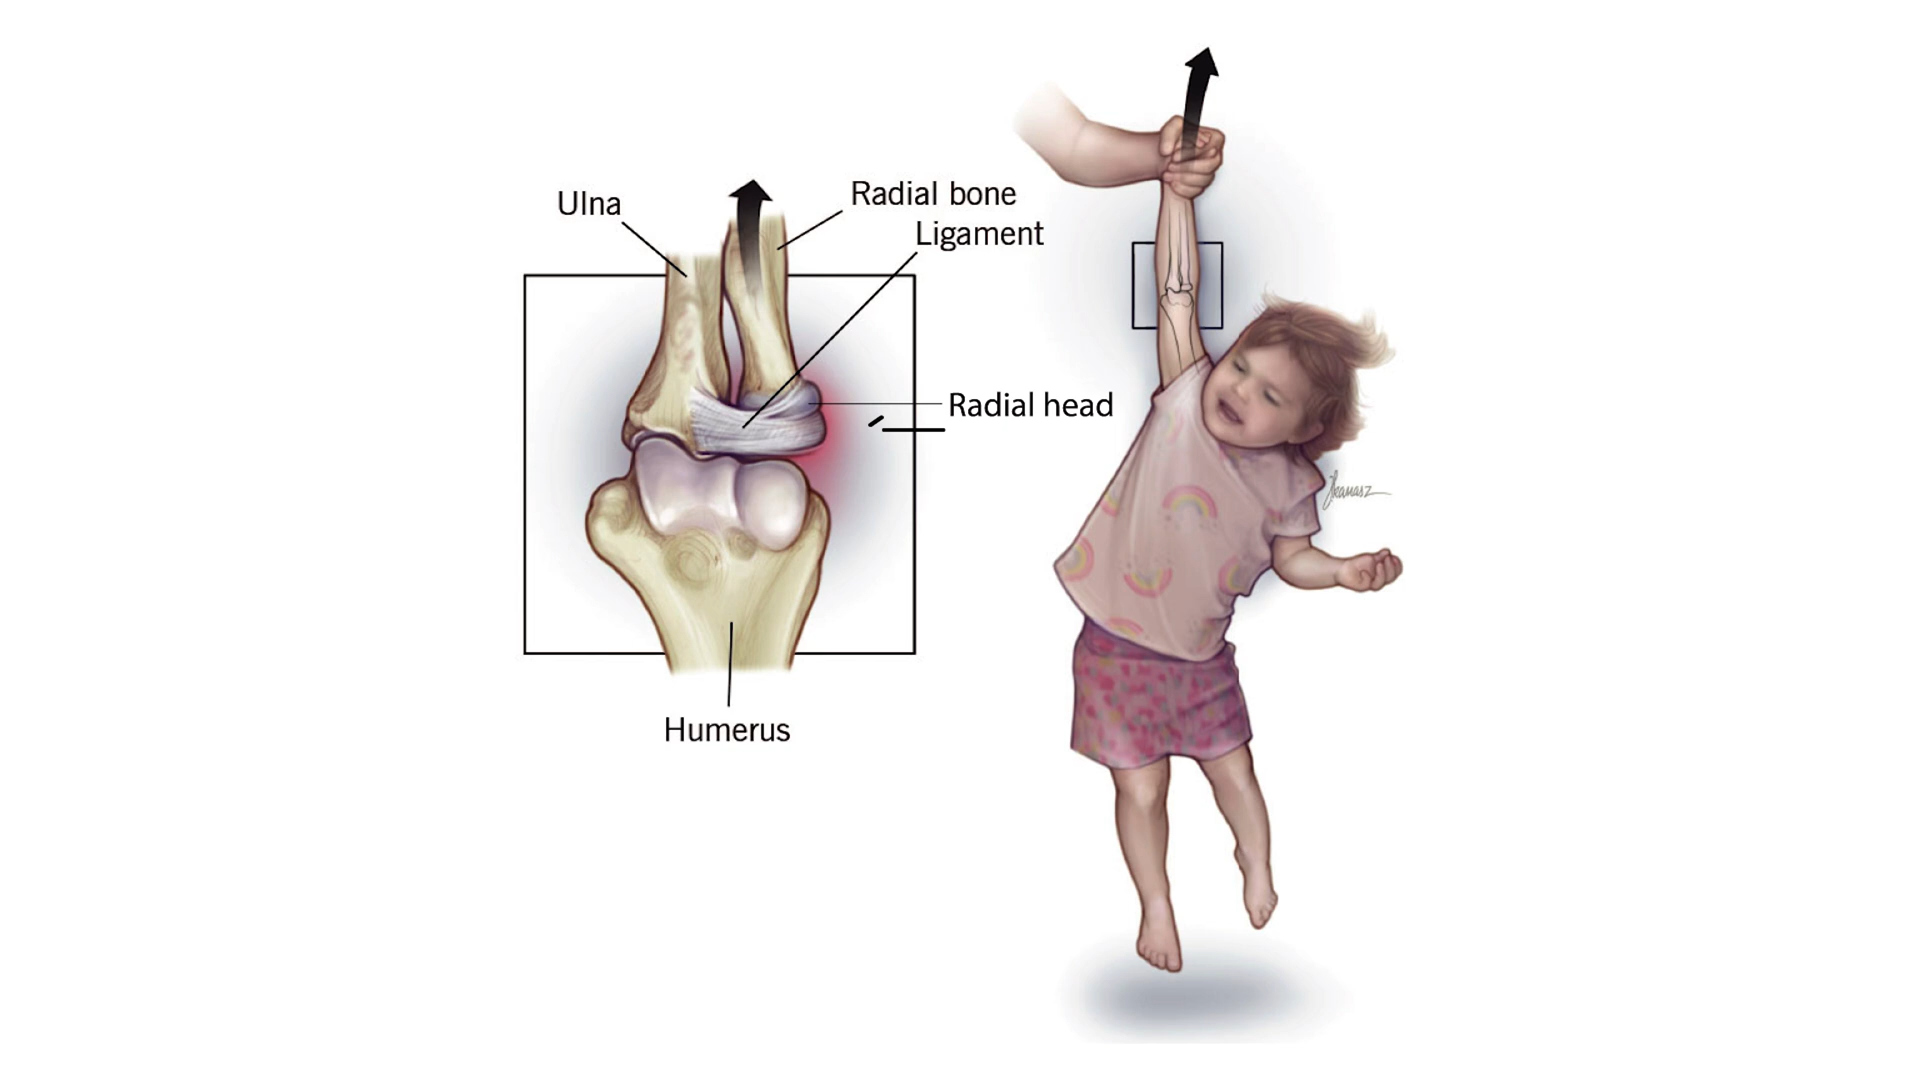 Ulna
Radial bone
Ligament
Radial head
Humerus